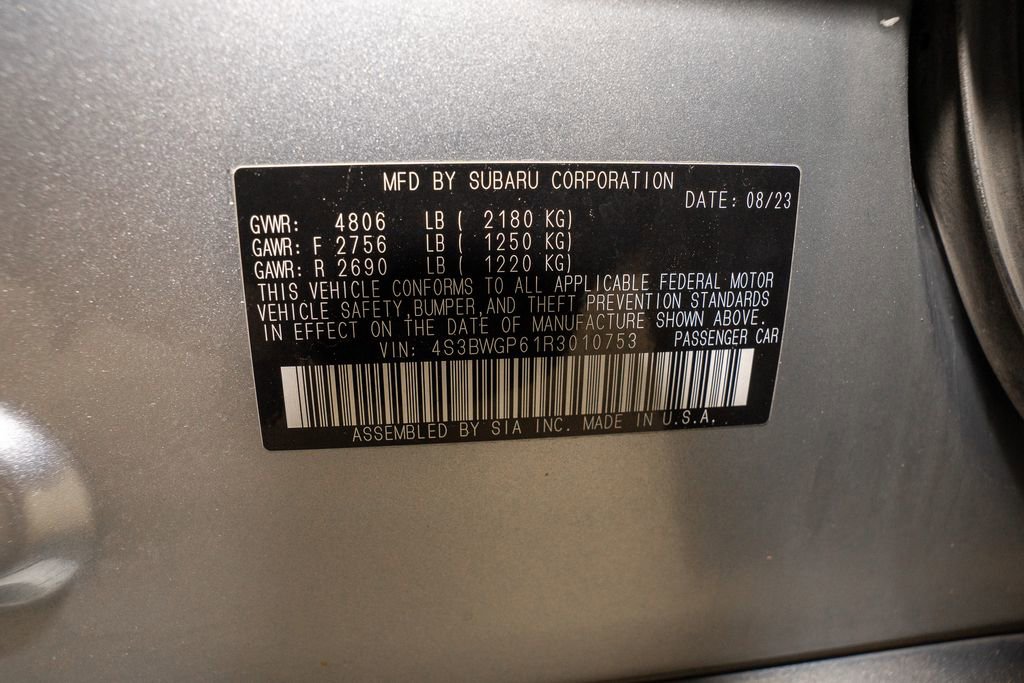 MFD BY SUBARU CORPORATION
DATE: 08/23
GVWR: 4806 LB ( 2180 KG)
GAWR: F 2756 LB ( 1250 KG)
GAWR: R 2690 LB ( 1220 KG)
THIS VEHICLE CONFORMS TO ALL APPLICABLE FEDERAL MOTOR
VEHICLE SAFETY,BUMPER,AND THEFT PREVENTION STANDARDS
IN EFFECT ON THE DATE OF MANUFACTURE SHOWN ABOVE.
VIN: 4S3BWGP61R3010753 PASSENGER CAR
ASSEMBLED BY SIA INC. MADE IN U.S.A.